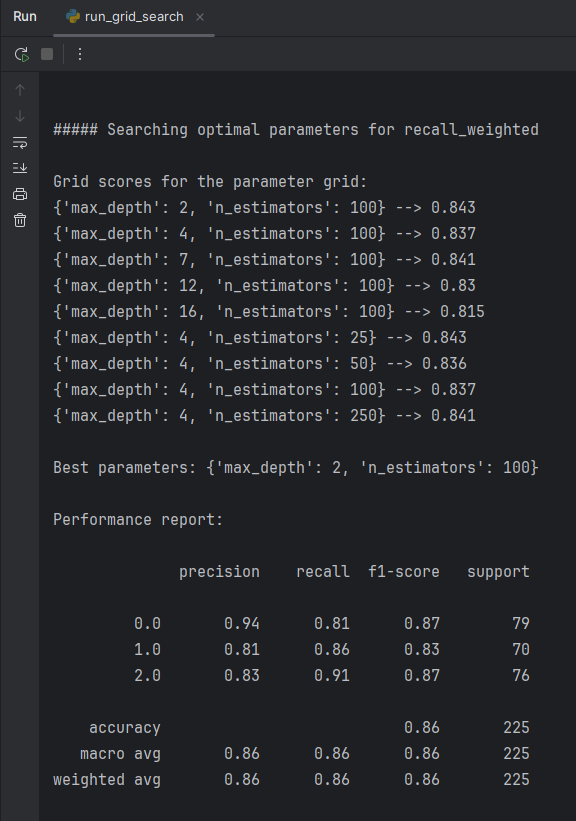 Run
run_grid_search
##### Searching optimal parameters for recall_weighted
Grid scores for the parameter grid:
{'max_depth': 2, 'n_estimators': 100} --> 0.843
{'max_depth': 4, 'n_estimators': 100} --> 0.837
{'max_depth': 7, 'n_estimators': 100} --> 0.841
{'max_depth': 12, 'n_estimators': 100} --> 0.83
{'max_depth': 16, 'n_estimators': 100} --> 0.815
{'max_depth': 4, 'n_estimators': 25} --> 0.843
{'max_depth': 4, 'n_estimators': 50} --> 0.836
{'max_depth': 4, 'n_estimators': 100} --> 0.837
{'max_depth': 4, 'n_estimators': 250} --> 0.841
Best parameters: {'max_depth': 2, 'n_estimators': 100}
Performance report:
precision recall f1-score support
0.0 0.94 0.81 0.87 79
1.0 0.81 0.86 0.83 70
2.0 0.83 0.91 0.87 76
accuracy 0.86 225
macro avg 0.86 0.86 0.86 225
weighted avg 0.86 0.86 0.86 225